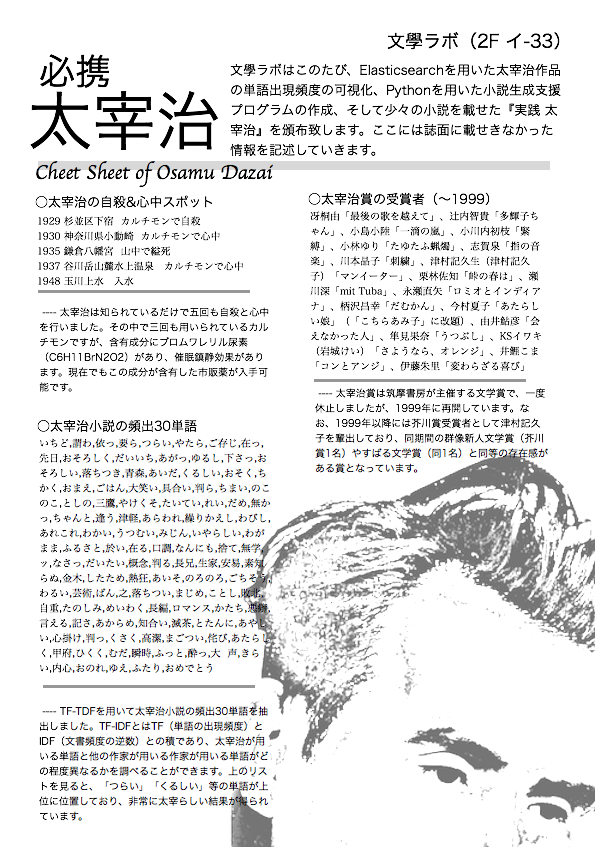 文學ラボ（2F イ-33）
必携
太宰治
Cheet Sheet of Osamu Dazai
文學ラボはこのたび、Elasticsearchを用いた太宰治作品
の単語出現頻度の可視化、Pythonを用いた小説生成支援
プログラムの作成、そして少々の小説を載せた『実践 太
宰治』を頒布致します。ここには誌面に載せきなかった
情報を記述していきます。
〇太宰治の自殺&心中スポット
1929 杉並区下宿 カルチモンで自殺
1930 神奈川県小動崎 カルチモンで心中
1935 鎌倉八幡宮 山中で縊死
1937 谷川岳山麓水上温泉 カルチモンで心中
1948 玉川上水 入水
---- 太宰治は知られているだけで五回も自殺と心中
を行いました。その中で三回も用いられているカル
チモンですが、含有成分にブロムワレリル尿素
（C6H11BrN2O2）があり、催眠鎮静効果があり
ます。現在でもこの成分が含有した市販薬が入手可
能です。
〇太宰治小説の頻出30単語
いちど,謂わ,依っ,要ら,つらい,やたら,ご存じ,在っ,
先日,おそろしく,だいいち,あがっ,ゆるし,下さっ,お
そろしい,落ちつき,青森,あいだ,くるしい,おそく,ち
かく,おまえ,ごはん,大笑い,具合い,判ら,ちまい,のこ
のこ,としの,三鷹,やけくそ,たいてい,れい,だめ,無か
っ,ちゃんと,逢う,津軽,あらわれ,繰りかえし,わびし,
あれこれ,わかい,うつむい,みじん,いやらしい,わが
まま,ふるさと,於い,在る,口調,なんにも,捨て,無学,
ッ,なさっ,だいたい,概念,判る,長兄,生家,安易,素知
らぬ,金木,したため,熱狂,あいそ,のろのろ,ごちそう,
わるい,芸術,ばん,之,落ちつい,まじめ,ことし,敗北,
自重,たのしみ,めいわく,長編,ロマンス,かたち,悪癖,
言える,記さ,あからめ,知合い,滅茶,とたんに,あやし
い,心掛け,判っ,くさく,高潔,まごつい,侘び,あたらし
く,甲府,ひくく,むだ,瞬時,ふっと,酔っ,大 声,きら
い,内心,おのれ,ゆえ,ふたり,おめでとう
---- TF-TDFを用いて太宰治小説の頻出30単語を抽
出しました。TF-IDFとはTF（単語の出現頻度）と
IDF（文書頻度の逆数）との積であり、太宰治が用
いる単語と他の作家が用いる作家が用いる単語がど
の程度異なるかを調べることができます。上のリス
トを見ると、「つらい」「くるしい」等の単語が上
位に位置しており、非常に太宰らしい結果が得られ
ています。
〇太宰治賞の受賞者（～1999）
冴桐由「最後の歌を越えて」、辻内智貴「多輝子ち
ゃん」、小島小陸「一滴の嵐」、小川内初枝「緊
縛」、小林ゆり「たゆたふ蝋燭」、志賀泉「指の音
楽」、川本晶子「刺繍」、津村記久生（津村記久
子）「マンイーター」、栗林佐知「峠の春は」、瀬
川深「mit Tuba」、永瀬直矢「ロミオとインディア
ナ」、柄沢昌幸「だむかん」、今村夏子「あたらし
い娘」（「こちらあみ子」に改題）、由井鮎彦「会
えなかった人」、隼見果奈「うつぶし」、KSイワキ
（岩城けい）「さようなら、オレンジ」、井鯉こま
「コンとアンジ」、伊藤朱里「変わらざる喜び」
---- 太宰治賞は筑摩書房が主催する文学賞で、一度
休止しましたが、1999年に再開しています。な
お、1999年以降には芥川賞受賞者として津村記久
子を輩出しており、同期間の群像新人文学賞（芥川
賞1名）やすばる文学賞（同1名）と同等の存在感が
ある賞となっています。